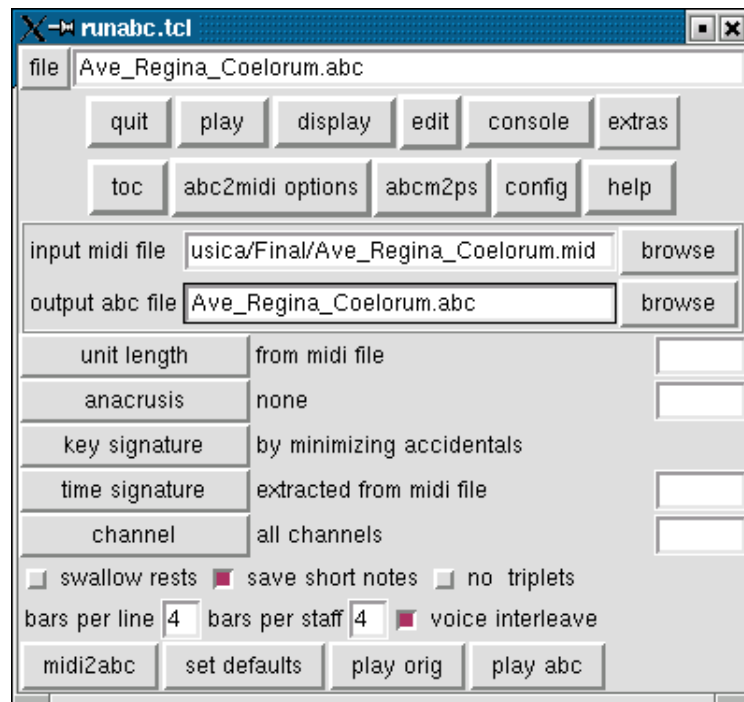 runabc.tcl
file Ave_Regina_Coelorum.abc
quit play display edit console extras
toc abc2midi options abcm2ps config help
input midi file usica/Final/Ave_Regina_Coelorum.mid browse
output abc file Ave_Regina_Coelorum.abc browse
unit length from midi file
anacrusis none
key signature by minimizing accidentals
time signature extracted from midi file
channel all channels
swallow rests save short notes no triplets
bars per line 4 bars per staff 4 voice interleave
midi2abc set defaults play orig play abc